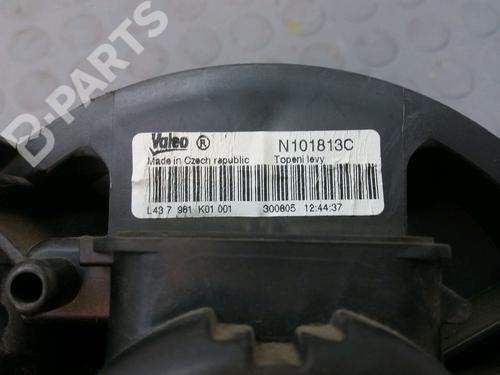 B-PARTS
Valeo ® N101813C
Made in Czech republic Topeni levy
L43 7 981 K01 001 300605 12:44:37